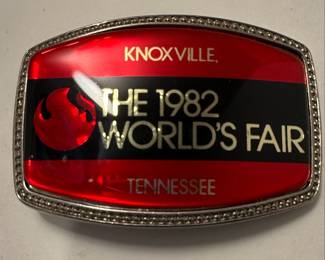 KNOXVILLE,
THE 1982
WORLD'S FAIR
TENNESSEE